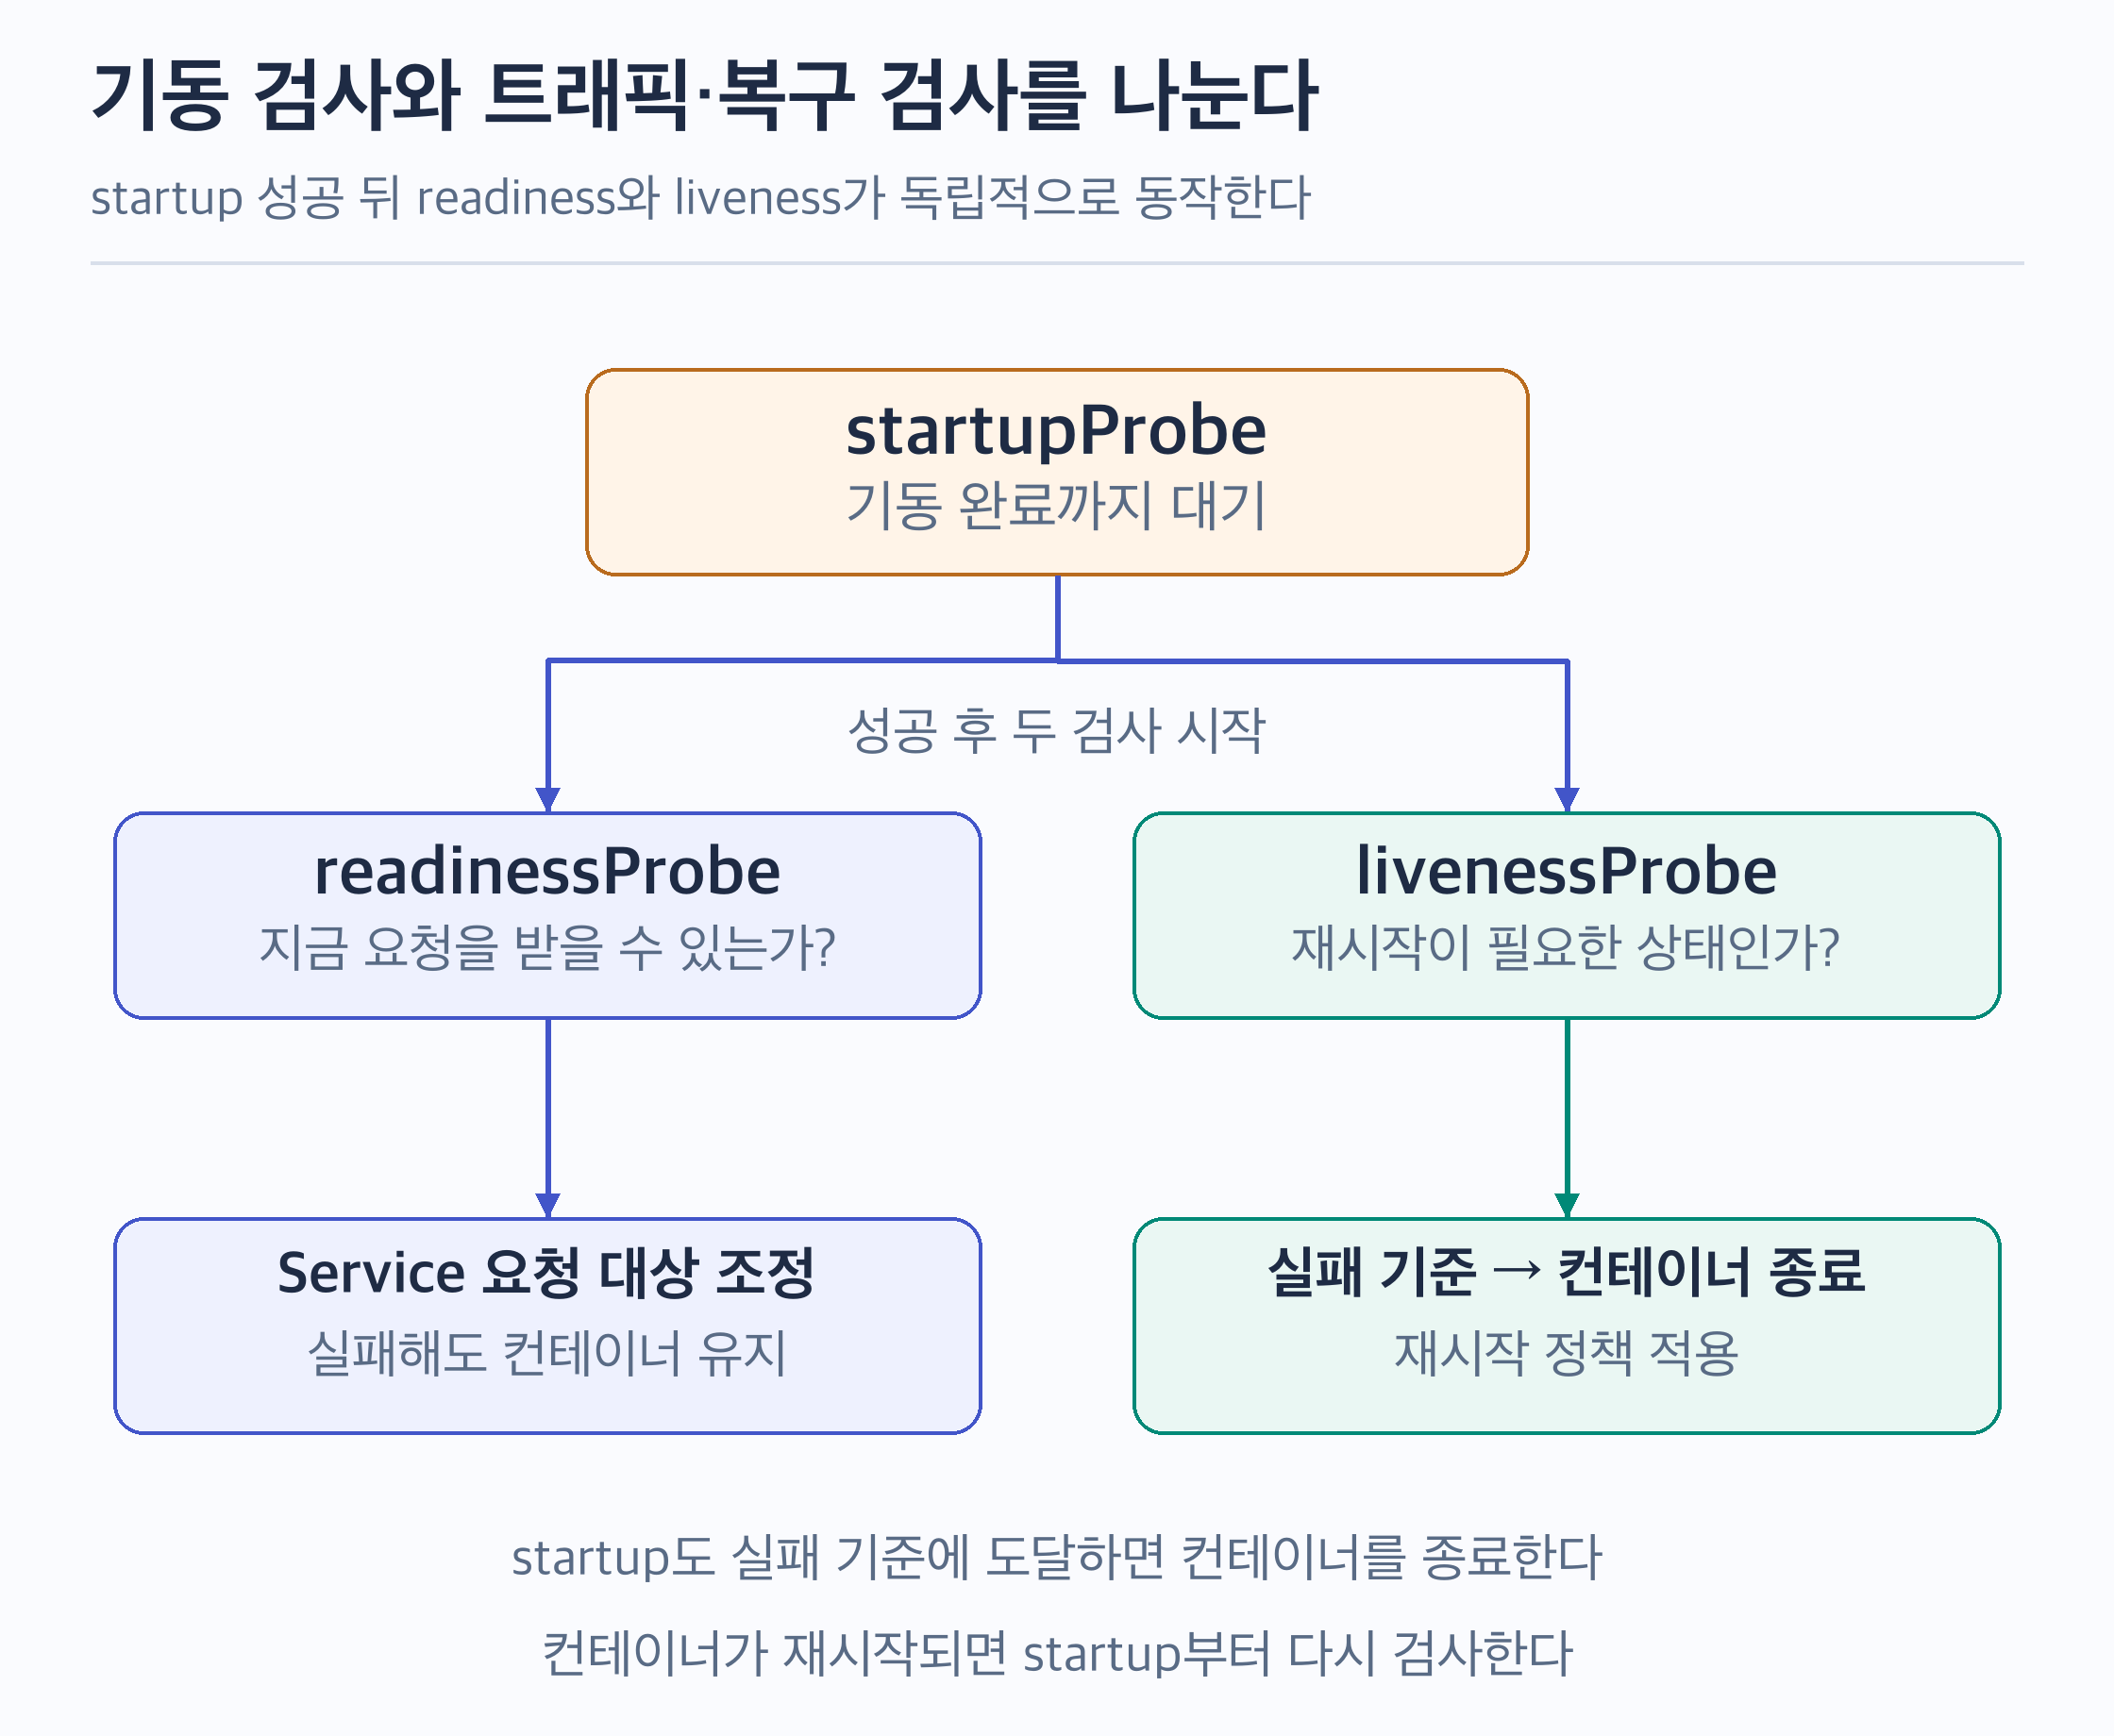 기동 검사와 트래픽·복구 검사를 나눈다
startup 성공 뒤 readiness와 liveness가 독립적으로 동작한다
startupProbe
기동 완료까지 대기
성공 후 두 검사 시작
readinessProbe
지금 요청을 받을 수 있는가?
livenessProbe
재시작이 필요한 상태인가?
Service 요청 대상 조정
실패해도 컨테이너 유지
실패 기준 → 컨테이너 종료
재시작 정책 적용
startup도 실패 기준에 도달하면 컨테이너를 종료한다
컨테이너가 재시작되면 startup부터 다시 검사한다